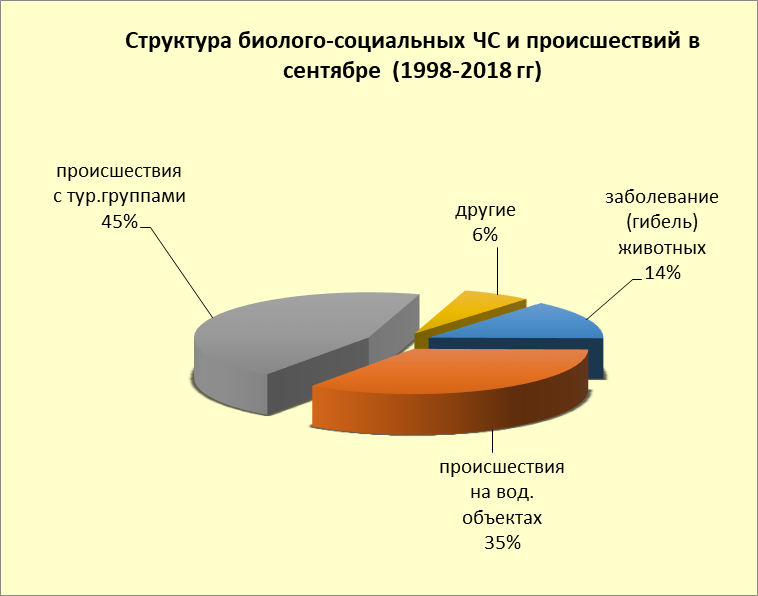 Структура биолого-социальных ЧС и происшествий в
сентябре (1998-2018 гг)
происшествия
с тур.группами
45%
другие
6%
заболевание
(гибель)
животных
14%
происшествия
на вод.
объектах
35%